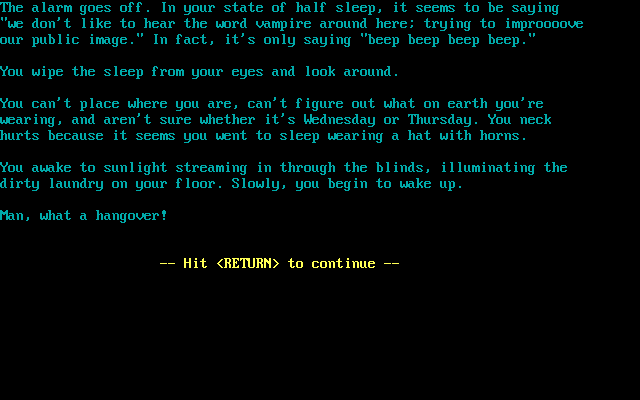 The alarm goes off. In your state of half sleep, it seems to be saying
"we don't like to hear the word vampire around here; trying to improooove
our public image." In fact, it's only saying "beep beep beep beep."
You wipe the sleep from your eyes and look around.
You can't place where you are, can't figure out what on earth you're
wearing, and aren't sure whether it's Wednesday or Thursday. You neck
hurts because it seems you went to sleep wearing a hat with horns.
You awake to sunlight streaming in through the blinds, illuminating the
dirty laundry on your floor. Slowly, you begin to wake up.
Man, what a hangover!
-- Hit <RETURN> to continue --